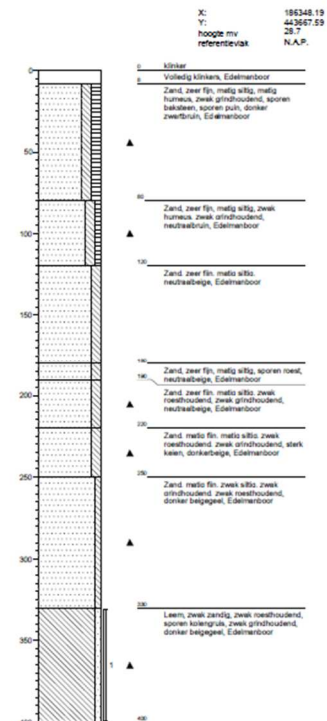 X: 186348.19
Y: 443667.59
hoogte mv 28.7
referentievlak N.A.P.
0
0
klinker
8
Volledig klinkers, Edelmanboor
Zand, zeer fijn, matig siltig, matig
humeus, zwak grindhoudend, sporen
baksteen, sporen puin, donker
zwartbruin, Edelmanboor
50
80
Zand, zeer fijn, matig siltig, zwak
humeus, zwak grindhoudend,
neutraalbruin, Edelmanboor
100
120
Zand, zeer fijn, matig siltig,
neutraalbeige, Edelmanboor
150
180
Zand, zeer fijn, matig siltig, sporen roest,
neutraalbeige, Edelmanboor
190
Zand, zeer fijn, matig siltig, zwak
roesthoudend, zwak grindhoudend,
neutraalbeige, Edelmanboor
200
220
Zand, matig fijn, matig siltig, zwak
roesthoudend, zwak grindhoudend, sterk
keien, donkerbeige, Edelmanboor
250
250
Zand, matig fijn, zwak siltig, zwak
grindhoudend, zwak roesthoudend,
donker beigegeel, Edelmanboor
300
330
Leem, zwak zandig, zwak roesthoudend,
sporen kolengruis, zwak grindhoudend,
donker beigegeel, Edelmanboor
350
1
400